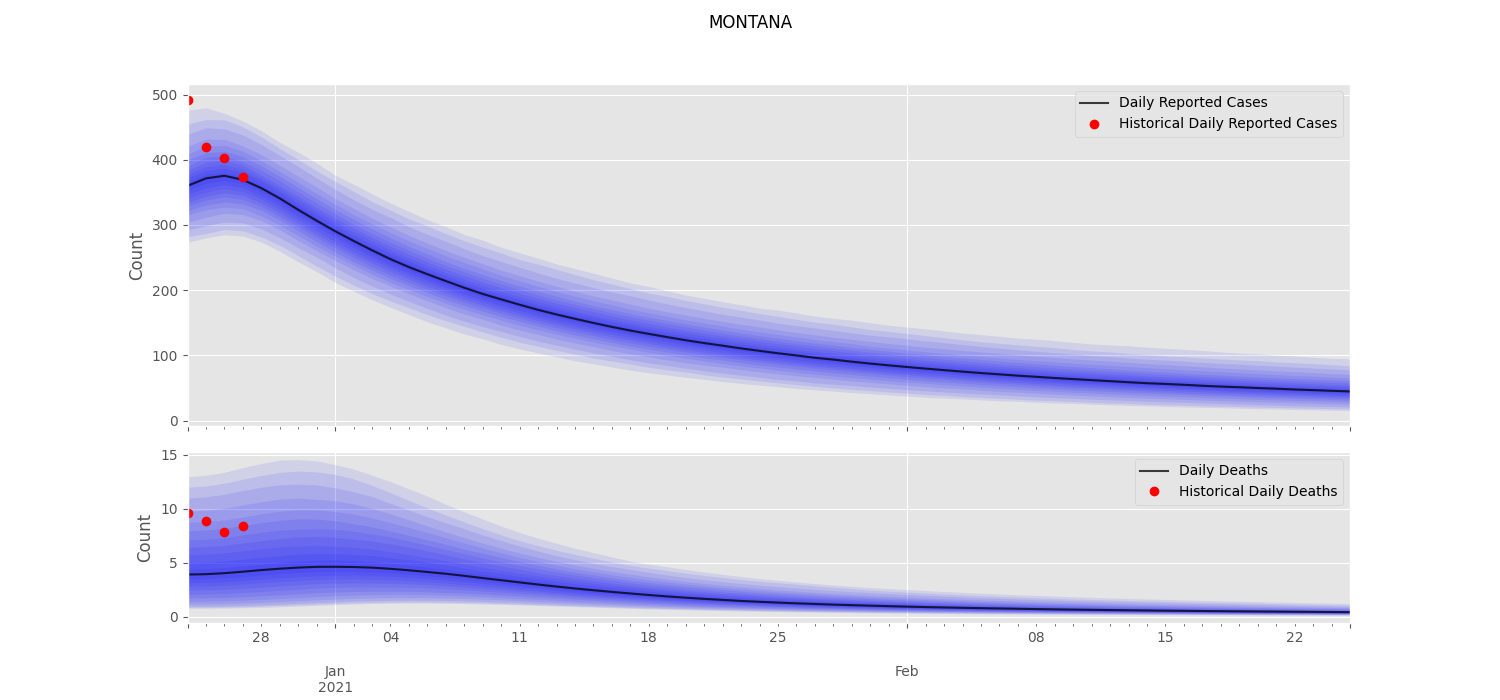 MONTANA
500
400
300
200
100
0
Count
Daily Reported Cases
Historical Daily Reported Cases
15
10
5
0
Count
Daily Deaths
Historical Daily Deaths
28 04 11 18 25 08 15 22
Jan Feb
2021